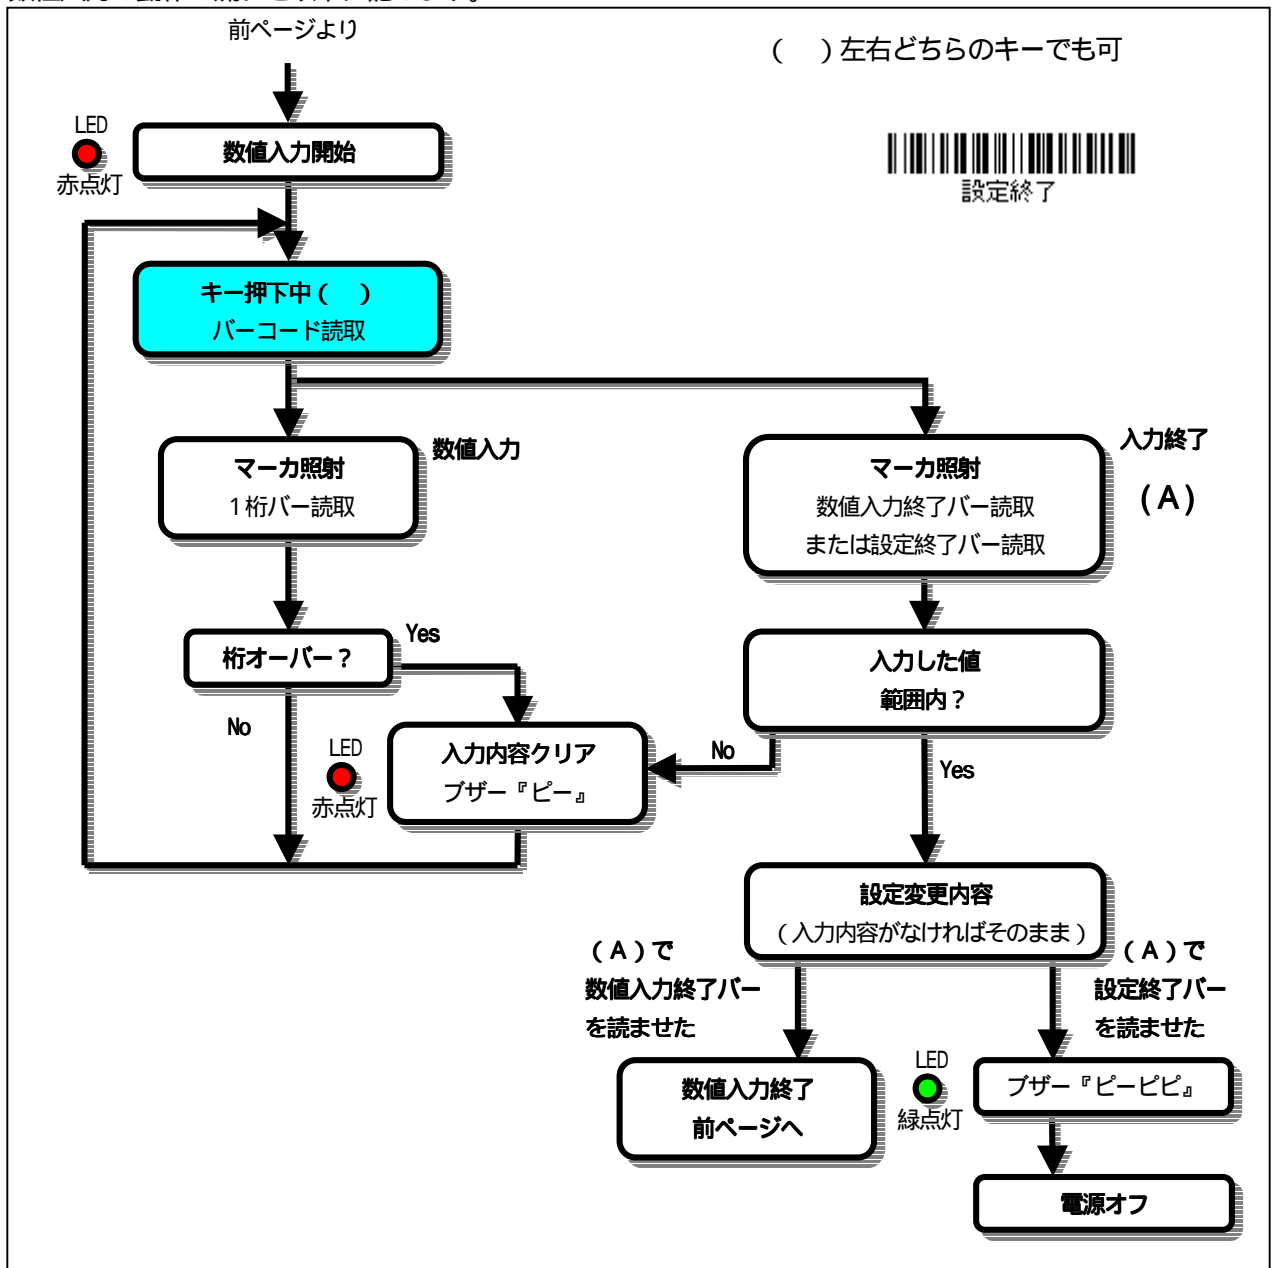 前ページより
(　)左右どちらのキーでも可
LED
赤点灯
数値入力開始
設定終了
キー押下中(　)
バーコード読取
マーカ照射
1桁バー読取
数値入力
マーカ照射
数値入力終了バー読取
または設定終了バー読取
入力終了
(A)
桁オーバー？
Yes
No
入力した値
範囲内？
No
Yes
LED
赤点灯
入力内容クリア
ブザー『ピー』
設定変更内容
(入力内容がなければそのまま)
(A)で
数値入力終了バー
を読ませた
(A)で
設定終了バー
を読ませた
数値入力終了
前ページへ
LED
緑点灯
ブザー『ピーピピ』
電源オフ